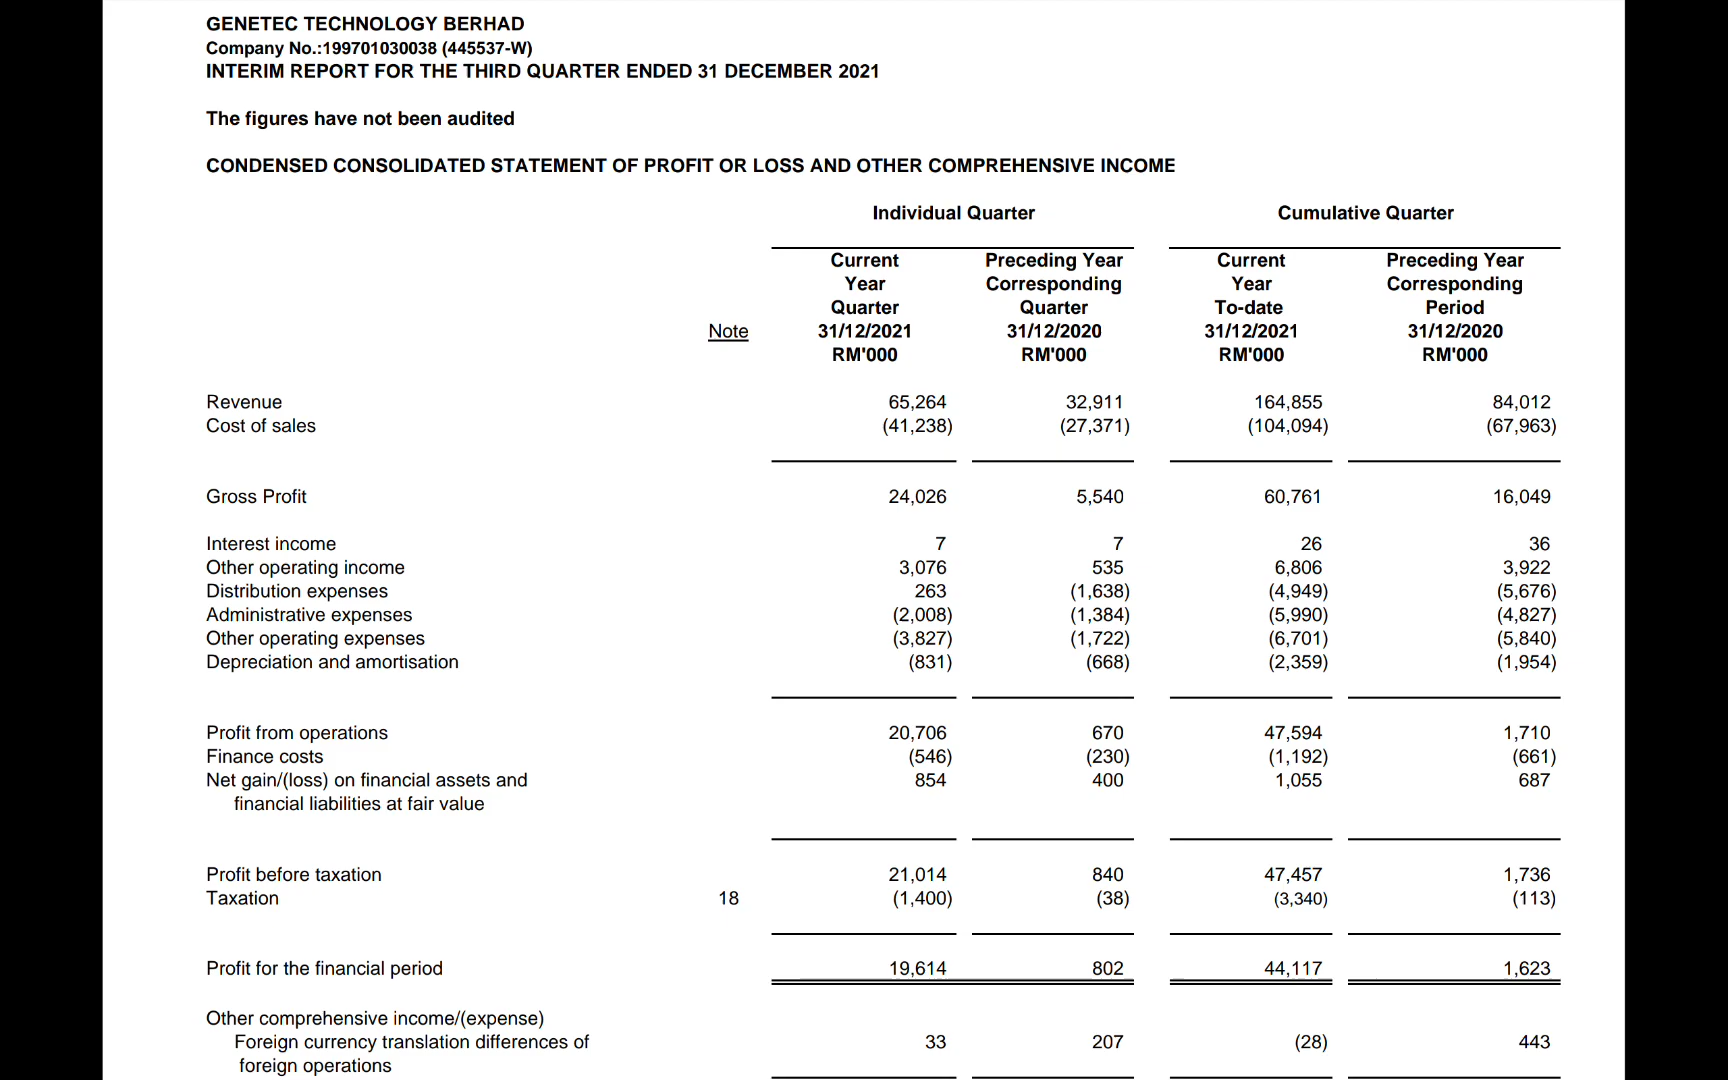 GENETEC TECHNOLOGY BERHAD
Company No.:199701030038 (445537-W)
INTERIM REPORT FOR THE THIRD QUARTER ENDED 31 DECEMBER 2021
The figures have not been audited
CONDENSED CONSOLIDATED STATEMENT OF PROFIT OR LOSS AND OTHER COMPREHENSIVE INCOME
Individual Quarter Cumulative Quarter
Current Preceding Year Current Preceding Year
Year Corresponding Year Corresponding
Quarter Quarter To-date Period
Note 31/12/2021 31/12/2020 31/12/2021 31/12/2020
RM'000 RM'000 RM'000 RM'000
Revenue 65,264 32,911 164,855 84,012
Cost of sales (41,238) (27,371) (104,094) (67,963)
Gross Profit 24,026 5,540 60,761 16,049
Interest income 7 7 26 36
Other operating income 3,076 535 6,806 3,922
Distribution expenses 263 (1,638) (4,949) (5,676)
Administrative expenses (2,008) (1,384) (5,990) (4,827)
Other operating expenses (3,827) (1,722) (6,701) (5,840)
Depreciation and amortisation (831) (668) (2,359) (1,954)
Profit from operations 20,706 670 47,594 1,710
Finance costs (546) (230) (1,192) (661)
Net gain/(loss) on financial assets and 854 400 1,055 687
financial liabilities at fair value
Profit before taxation 21,014 840 47,457 1,736
Taxation 18 (1,400) (38) (3,340) (113)
Profit for the financial period 19,614 802 44,117 1,623
Other comprehensive income/(expense)
Foreign currency translation differences of 33 207 (28) 443
foreign operations